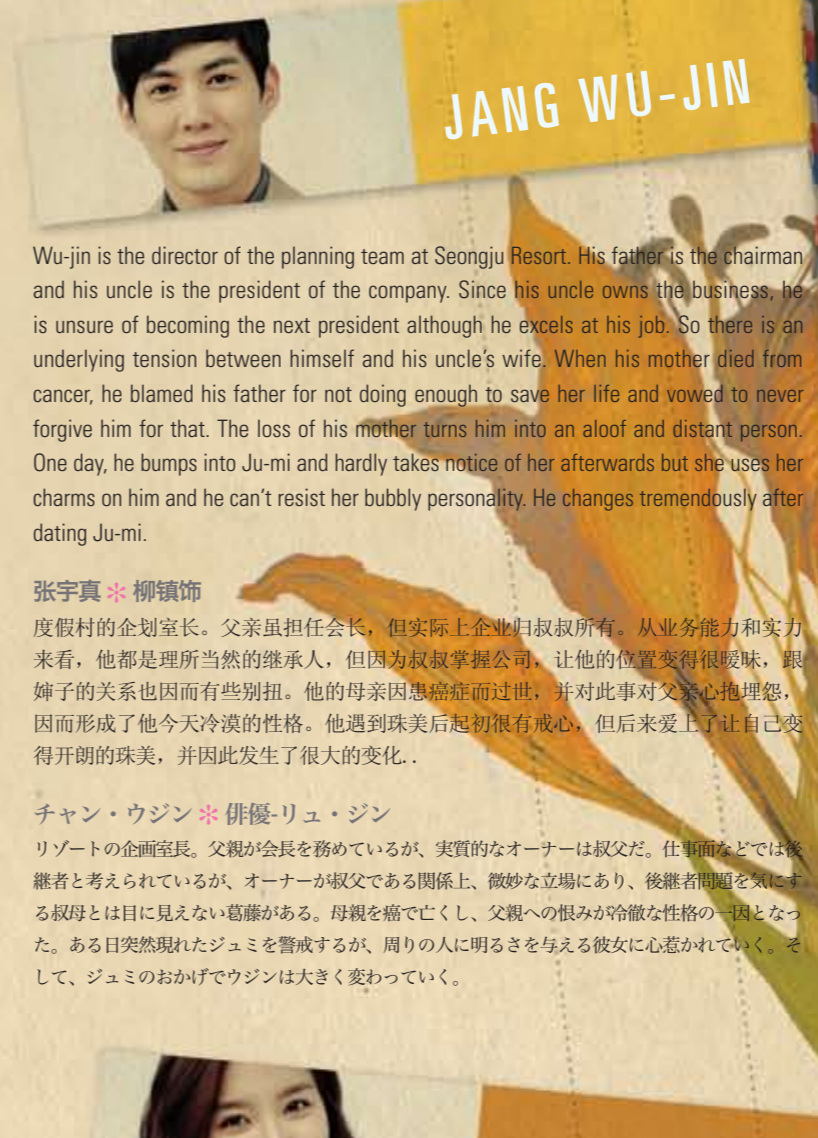 JANG WU-JIN
Wu-jin is the director of the planning team at Seongju Resort. His father is the chairman
and his uncle is the president of the company. Since his uncle owns the business, he
is unsure of becoming the next president although he excels at his job. So there is an
underlying tension between himself and his uncle’s wife. When his mother died from
cancer, he blamed his father for not doing enough to save her life and vowed to never
forgive him for that. The loss of his mother turns him into an aloof and distant person.
One day, he bumps into Ju-mi and hardly takes notice of her afterwards but she uses her
charms on him and he can’t resist her bubbly personality. He changes tremendously after
dating Ju-mi.
张宇真 ✻ 柳镇饰
度假村的企划室长。父亲虽担任会长，但实际上企业归叔叔所有。从业务能力和实力
来看，他都是理所当然的继承人，但因为叔叔掌握公司，让他的位置变得很暧昧，跟
婶子的关系也因而有些别扭。他的母亲因患癌症而过世，并对此事对父亲心抱埋怨，
因而形成了他今天冷漠的性格。他遇到珠美后起初很有戒心，但后来爱上了让自己变
得开朗的珠美，并因此发生了很大的变化..
チャン・ウジン ✻ 俳優-リュ・ジン
リゾートの企画室長。父親が会長を務めているが、実質的なオーナーは叔父だ。仕事面などでは後
継者と考えられているが、オーナーが叔父である関係上、微妙な立場にあり、後継者問題を気にす
る叔母とは目に見えない葛藤がある。母親を癌で亡くし、父親への恨みが冷徹な性格の一因となっ
た。ある日突然現れたジュミを警戒するが、周りの人に明るさを与える彼女に心惹かれていく。そ
して、ジュミのおかげでウジンは大きく変わっていく。